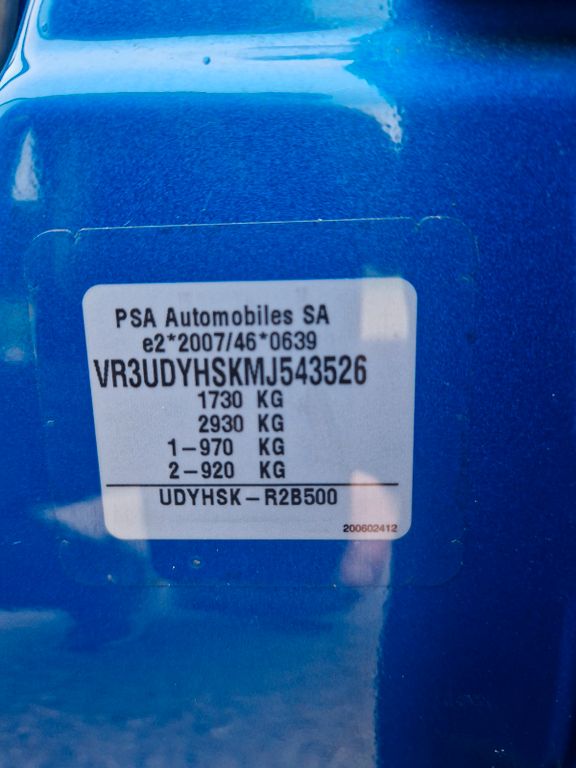 PSA Automobiles SA
e2*2007/46*0639
VR3UDYHSKMJ543526
1730 KG
2930 KG
1-970 KG
2-920 KG
UDYHSK-R2B500
200602412